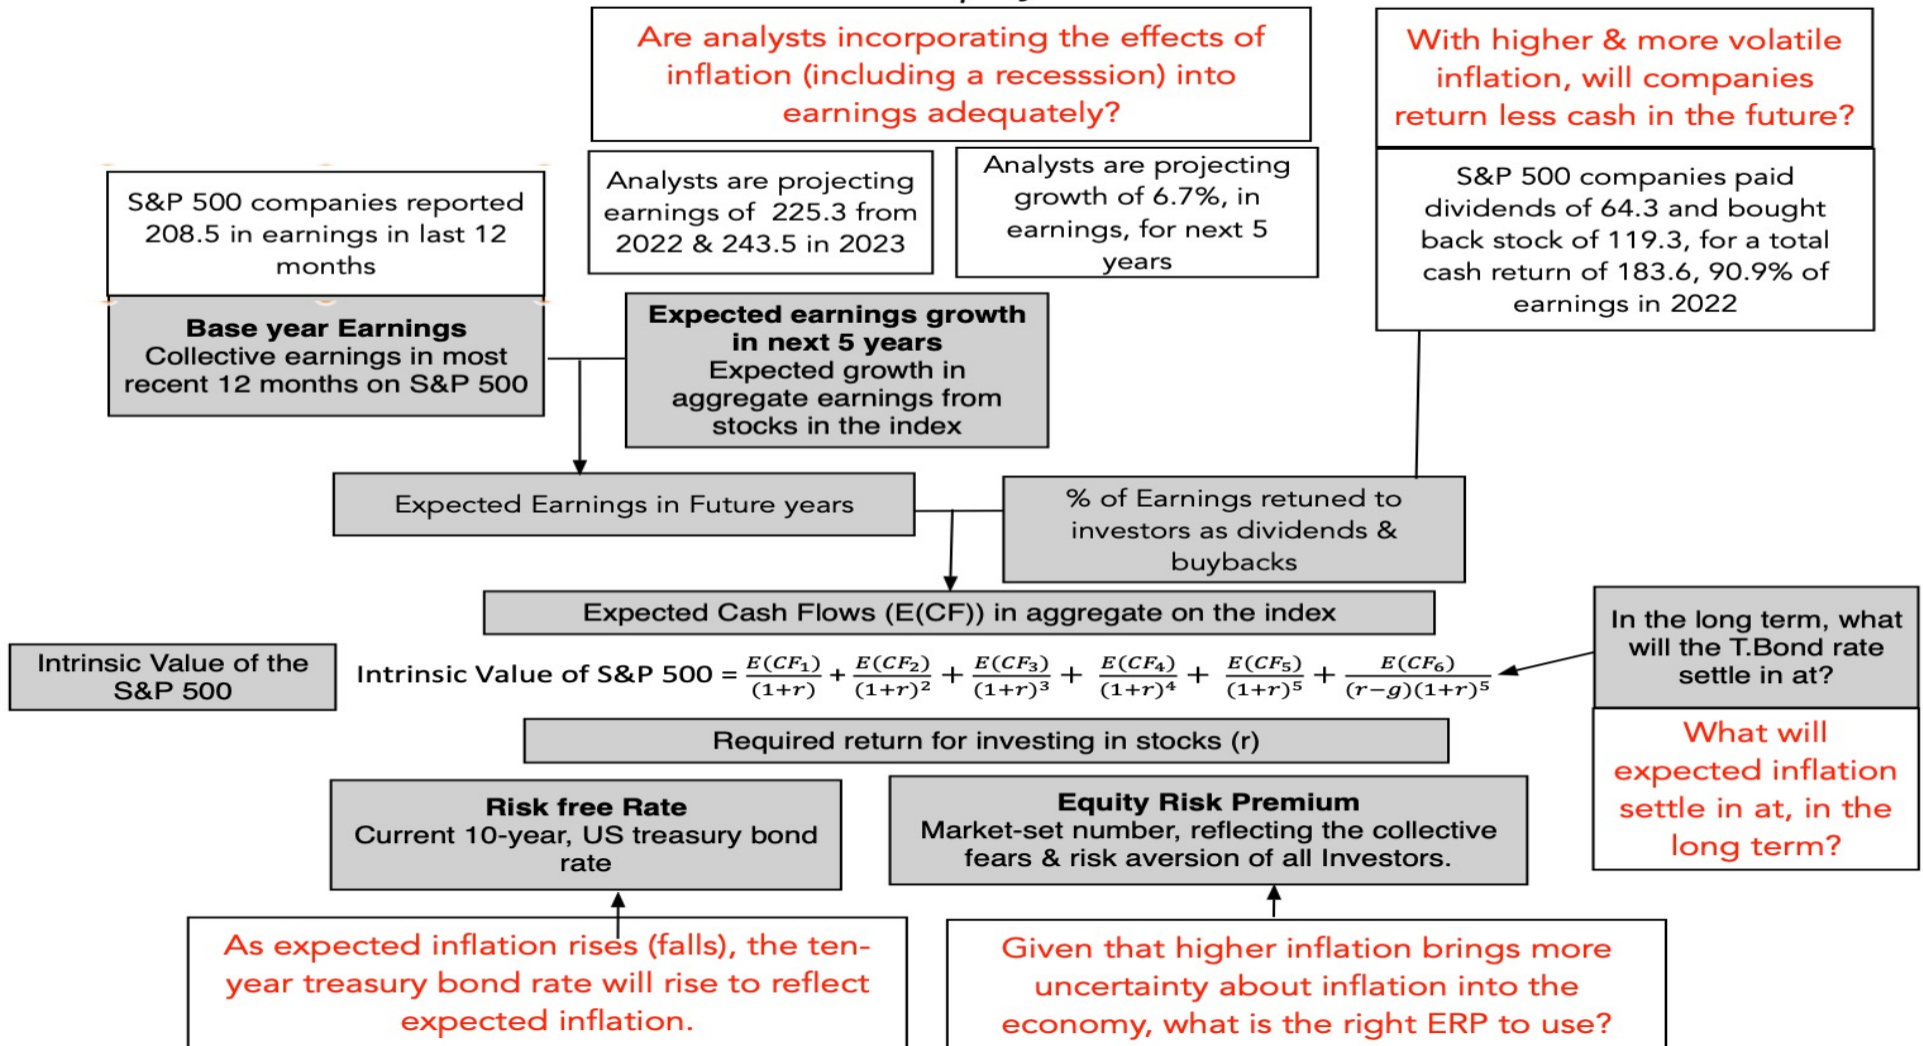 Are analysts incorporating the effects of
inflation (including a recesssion) into
earnings adequately?
With higher & more volatile
inflation, will companies
return less cash in the future?
S&P 500 companies reported
208.5 in earnings in last 12
months
Analysts are projecting
earnings of 225.3 from
2022 & 243.5 in 2023
Analysts are projecting
growth of 6.7%, in
earnings, for next 5
years
S&P 500 companies paid
dividends of 64.3 and bought
back stock of 119.3, for a total
cash return of 183.6, 90.9% of
earnings in 2022
Base year Earnings
Collective earnings in most
recent 12 months on S&P 500
Expected earnings growth
in next 5 years
Expected growth in
aggregate earnings from
stocks in the index
Expected Earnings in Future years
% of Earnings retuned to
investors as dividends &
buybacks
Expected Cash Flows (E(CF)) in aggregate on the index
In the long term, what
will the T.Bond rate
settle in at?
Intrinsic Value of the
S&P 500
Intrinsic Value of S&P 500 = E(CF₁)/(1+r) + E(CF₂)/(1+r)² + E(CF₃)/(1+r)³ + E(CF₄)/(1+r)⁴ + E(CF₅)/(1+r)⁵ + E(CF₆)/(r−g)(1+r)⁵
Required return for investing in stocks (r)
What will
expected inflation
settle in at, in the
long term?
Risk free Rate
Current 10-year, US treasury bond
rate
Equity Risk Premium
Market-set number, reflecting the collective
fears & risk aversion of all Investors.
As expected inflation rises (falls), the ten-
year treasury bond rate will rise to reflect
expected inflation.
Given that higher inflation brings more
uncertainty about inflation into the
economy, what is the right ERP to use?